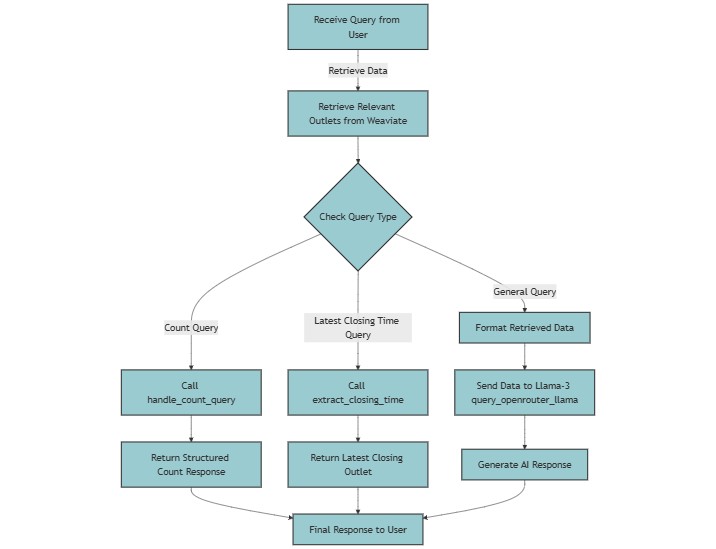 Receive Query from
User
Retrieve Data
Retrieve Relevant
Outlets from Weaviate
Check Query Type
Count Query
Latest Closing Time
Query
General Query
Format Retrieved Data
Call
handle_count_query
Call
extract_closing_time
Send Data to Llama-3
query_openrouter_llama
Return Structured
Count Response
Return Latest Closing
Outlet
Generate AI Response
Final Response to User